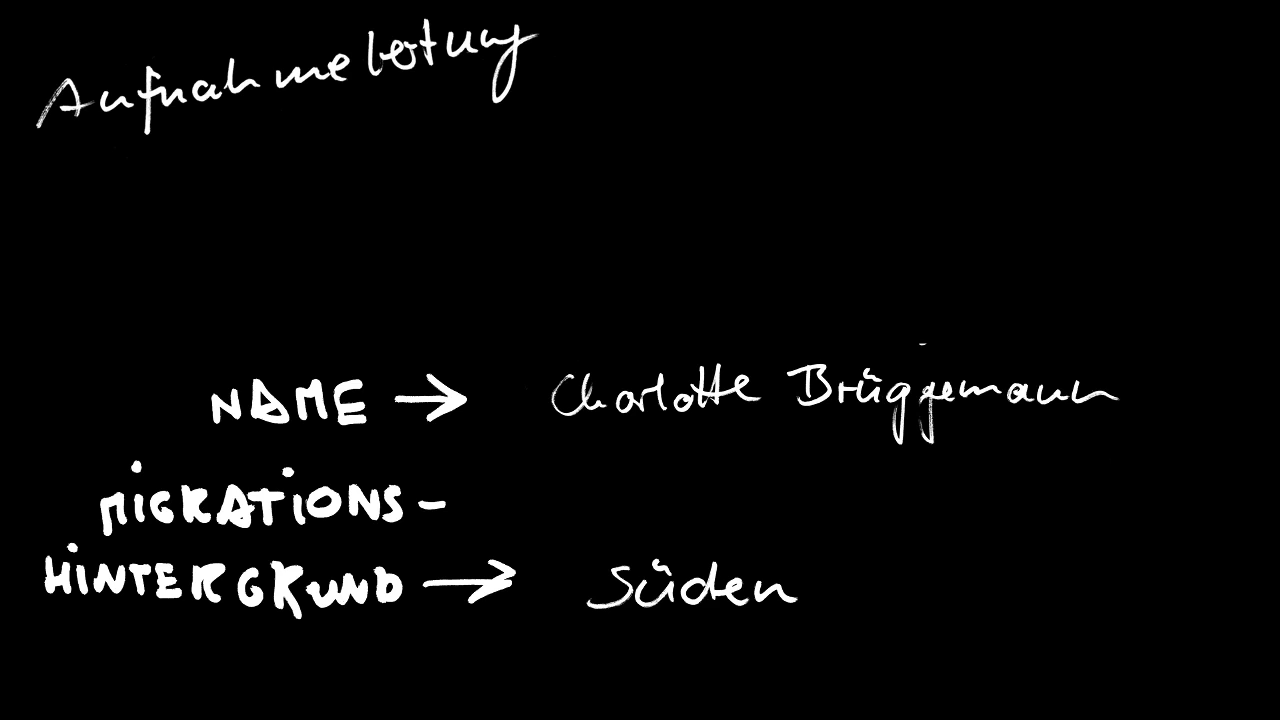 Aufnahmeleitung
NAME → Charlotte Brüggemann
MIGRATIONS-
HINTERGRUND → Süden